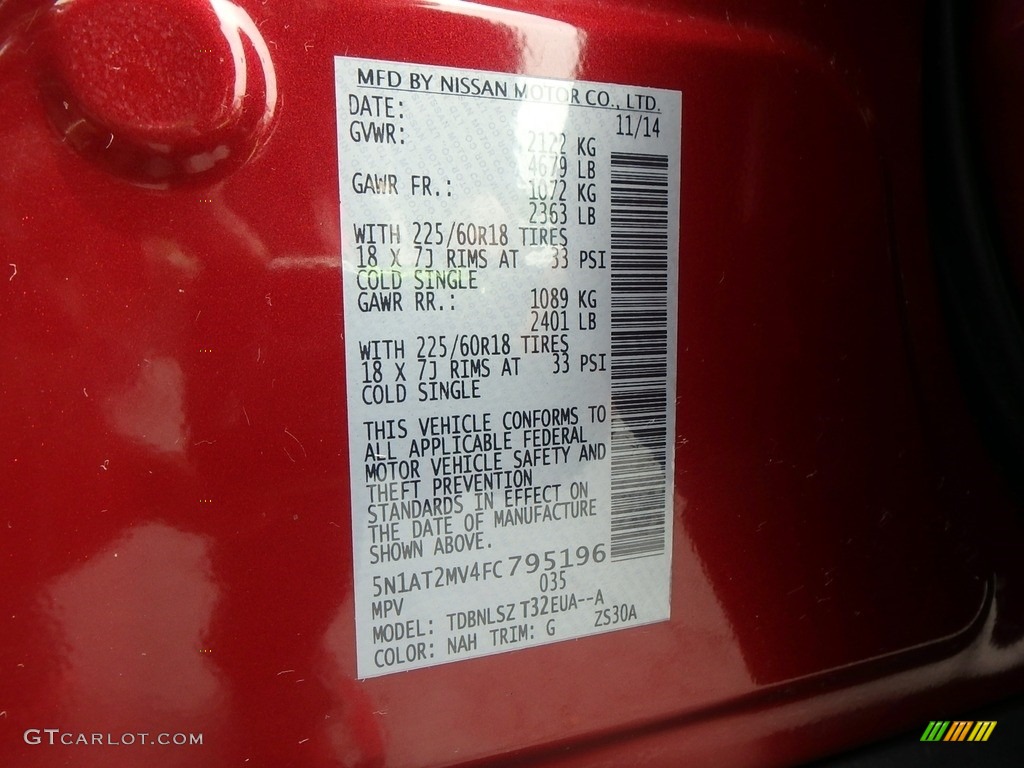 MFD BY NISSAN MOTOR CO., LTD.
DATE: 11/14
GVWR: 2122 KG
4679 LB
GAWR FR.: 1072 KG
2363 LB
WITH 225/60R18 TIRES
18 X 7J RIMS AT 33 PSI
COLD SINGLE
GAWR RR.: 1089 KG
2401 LB
WITH 225/60R18 TIRES
18 X 7J RIMS AT 33 PSI
COLD SINGLE
THIS VEHICLE CONFORMS TO
ALL APPLICABLE FEDERAL
MOTOR VEHICLE SAFETY AND
THEFT PREVENTION
STANDARDS IN EFFECT ON
THE DATE OF MANUFACTURE
SHOWN ABOVE.
5N1AT2MV4FC795196
MPV 035
MODEL: TDBNLSZ T32EUA--A
COLOR: NAH TRIM: G ZS30A
GTCARLOT.COM